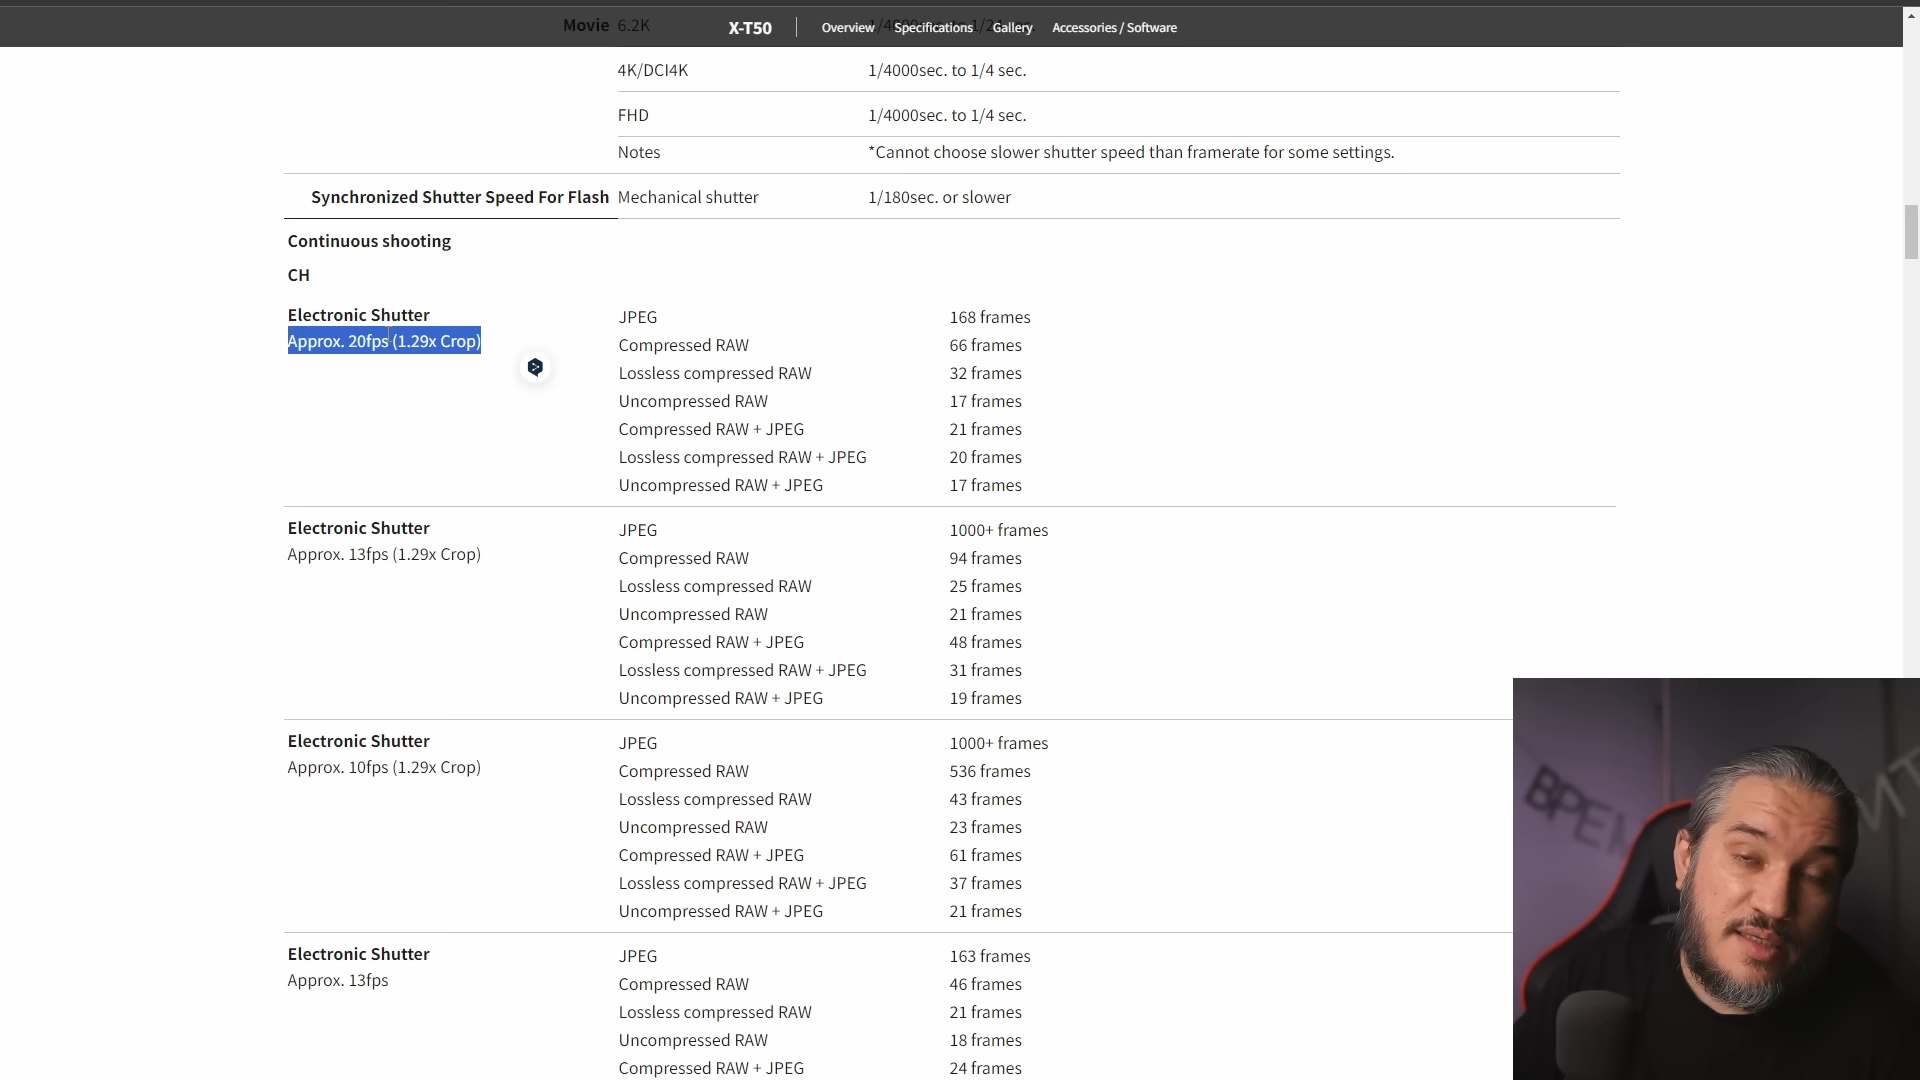 X-T50 Overview Specifications Gallery Accessories / Software
Movie 6.2K
4K/DCI4K 1/4000sec. to 1/4 sec.
FHD 1/4000sec. to 1/4 sec.
Notes *Cannot choose slower shutter speed than framerate for some settings.
Synchronized Shutter Speed For Flash Mechanical shutter 1/180sec. or slower
Continuous shooting
CH
Electronic Shutter JPEG 168 frames
Approx. 20fps (1.29x Crop) Compressed RAW 66 frames
Lossless compressed RAW 32 frames
Uncompressed RAW 17 frames
Compressed RAW + JPEG 21 frames
Lossless compressed RAW + JPEG 20 frames
Uncompressed RAW + JPEG 17 frames
Electronic Shutter JPEG 1000+ frames
Approx. 13fps (1.29x Crop) Compressed RAW 94 frames
Lossless compressed RAW 25 frames
Uncompressed RAW 21 frames
Compressed RAW + JPEG 48 frames
Lossless compressed RAW + JPEG 31 frames
Uncompressed RAW + JPEG 19 frames
Electronic Shutter JPEG 1000+ frames
Approx. 10fps (1.29x Crop) Compressed RAW 536 frames
Lossless compressed RAW 43 frames
Uncompressed RAW 23 frames
Compressed RAW + JPEG 61 frames
Lossless compressed RAW + JPEG 37 frames
Uncompressed RAW + JPEG 21 frames
Electronic Shutter JPEG 163 frames
Approx. 13fps Compressed RAW 46 frames
Lossless compressed RAW 21 frames
Uncompressed RAW 18 frames
Compressed RAW + JPEG 24 frames